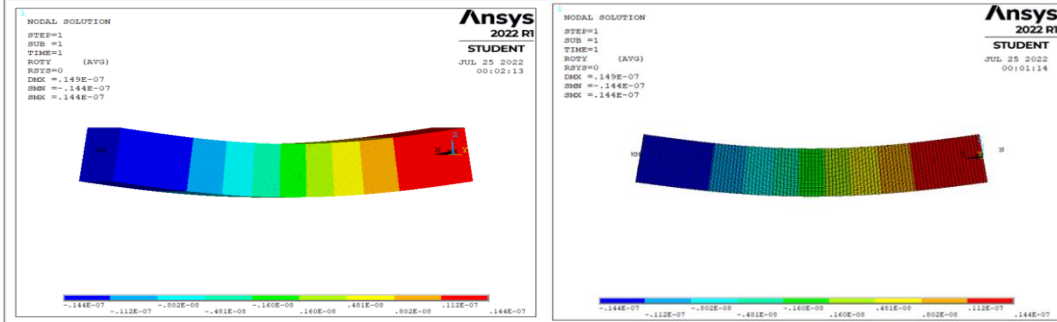 1
NODAL SOLUTION
STEP=1
SUB =1
TIME=1
ROTY (AVG)
RSYS=0
DMX =.149E-07
SMN =-.144E-07
SMX =.144E-07
Ansys
2022 R1
STUDENT
JUL 25 2022
00:02:13
MN
X
Z
X
-.144E-07 -.802E-08 -.160E-08 .481E-08 .112E-07
-.112E-07 -.481E-08 .160E-08 .802E-08 .144E-07
1
NODAL SOLUTION
STEP=1
SUB =1
TIME=1
ROTY (AVG)
RSYS=0
DMX =.149E-07
SMN =-.144E-07
SMX =.144E-07
Ansys
2022 R1
STUDENT
JUL 25 2022
00:01:14
-.144E-07 -.802E-08 -.160E-08 .481E-08 .112E-07
-.112E-07 -.481E-08 .160E-08 .802E-08 .144E-07